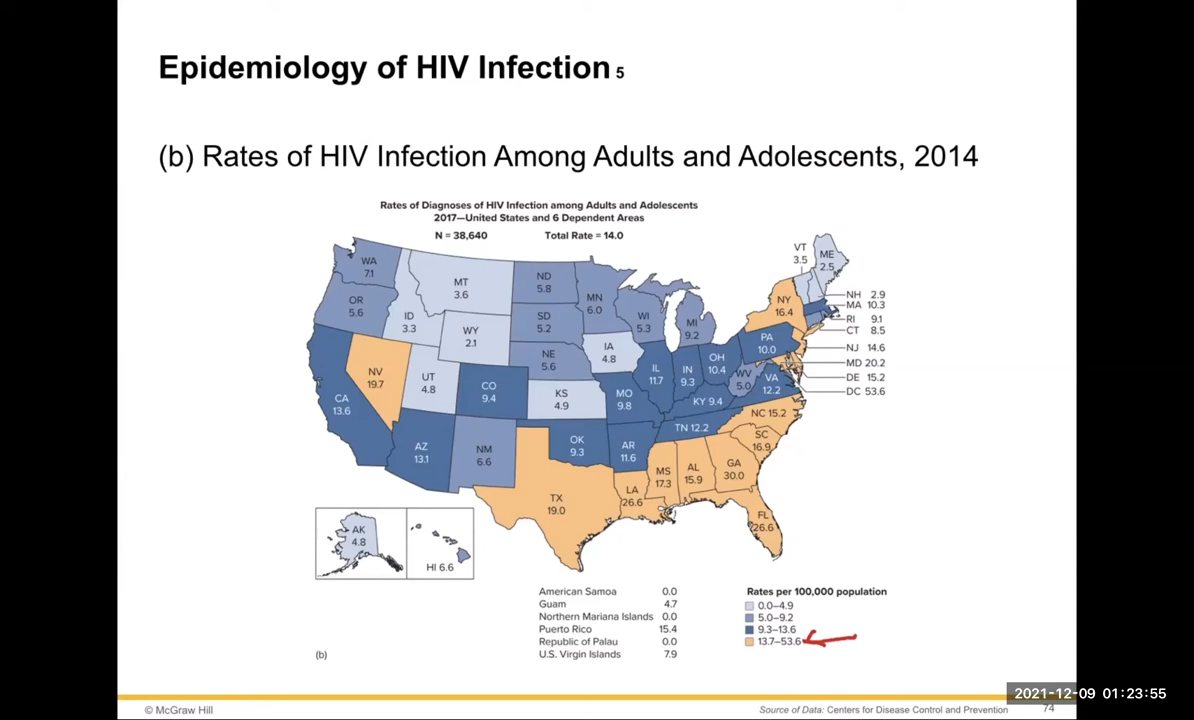 Epidemiology of HIV Infection 5
(b) Rates of HIV Infection Among Adults and Adolescents, 2014
Rates of Diagnoses of HIV Infection among Adults and Adolescents
2017—United States and 6 Dependent Areas
N = 38,640 Total Rate = 14.0
WA
7.1
OR
5.6
ID
3.3
MT
3.6
WY
2.1
ND
5.8
SD
5.2
NE
5.6
MN
6.0
WI
5.3
MI
9.2
IA
4.8
NV
19.7
CA
13.6
UT
4.8
CO
9.4
KS
4.9
MO
9.8
IL
11.7
IN
9.3
OH
10.4
WV
5.0
PA
10.0
NY
16.4
VT
3.5
ME
2.5
NH 2.9
MA 10.3
RI 9.1
CT 8.5
NJ 14.6
MD 20.2
DE 15.2
DC 53.6
VA
12.2
KY 9.4
NC 15.2
TN 12.2
SC
16.9
AZ
13.1
NM
6.6
OK
9.3
AR
11.6
TX
19.0
LA
26.6
MS
17.3
AL
15.9
GA
30.0
FL
26.6
AK
4.8
HI 6.6
American Samoa 0.0
Guam 4.7
Northern Mariana Islands 0.0
Puerto Rico 15.4
Republic of Palau 0.0
U.S. Virgin Islands 7.9
Rates per 100,000 population
0.0–4.9
5.0–9.2
9.3–13.6
13.7–53.6
(b)
2021-12-09 01:23:55
© McGraw Hill
Source of Data: Centers for Disease Control and Prevention
74